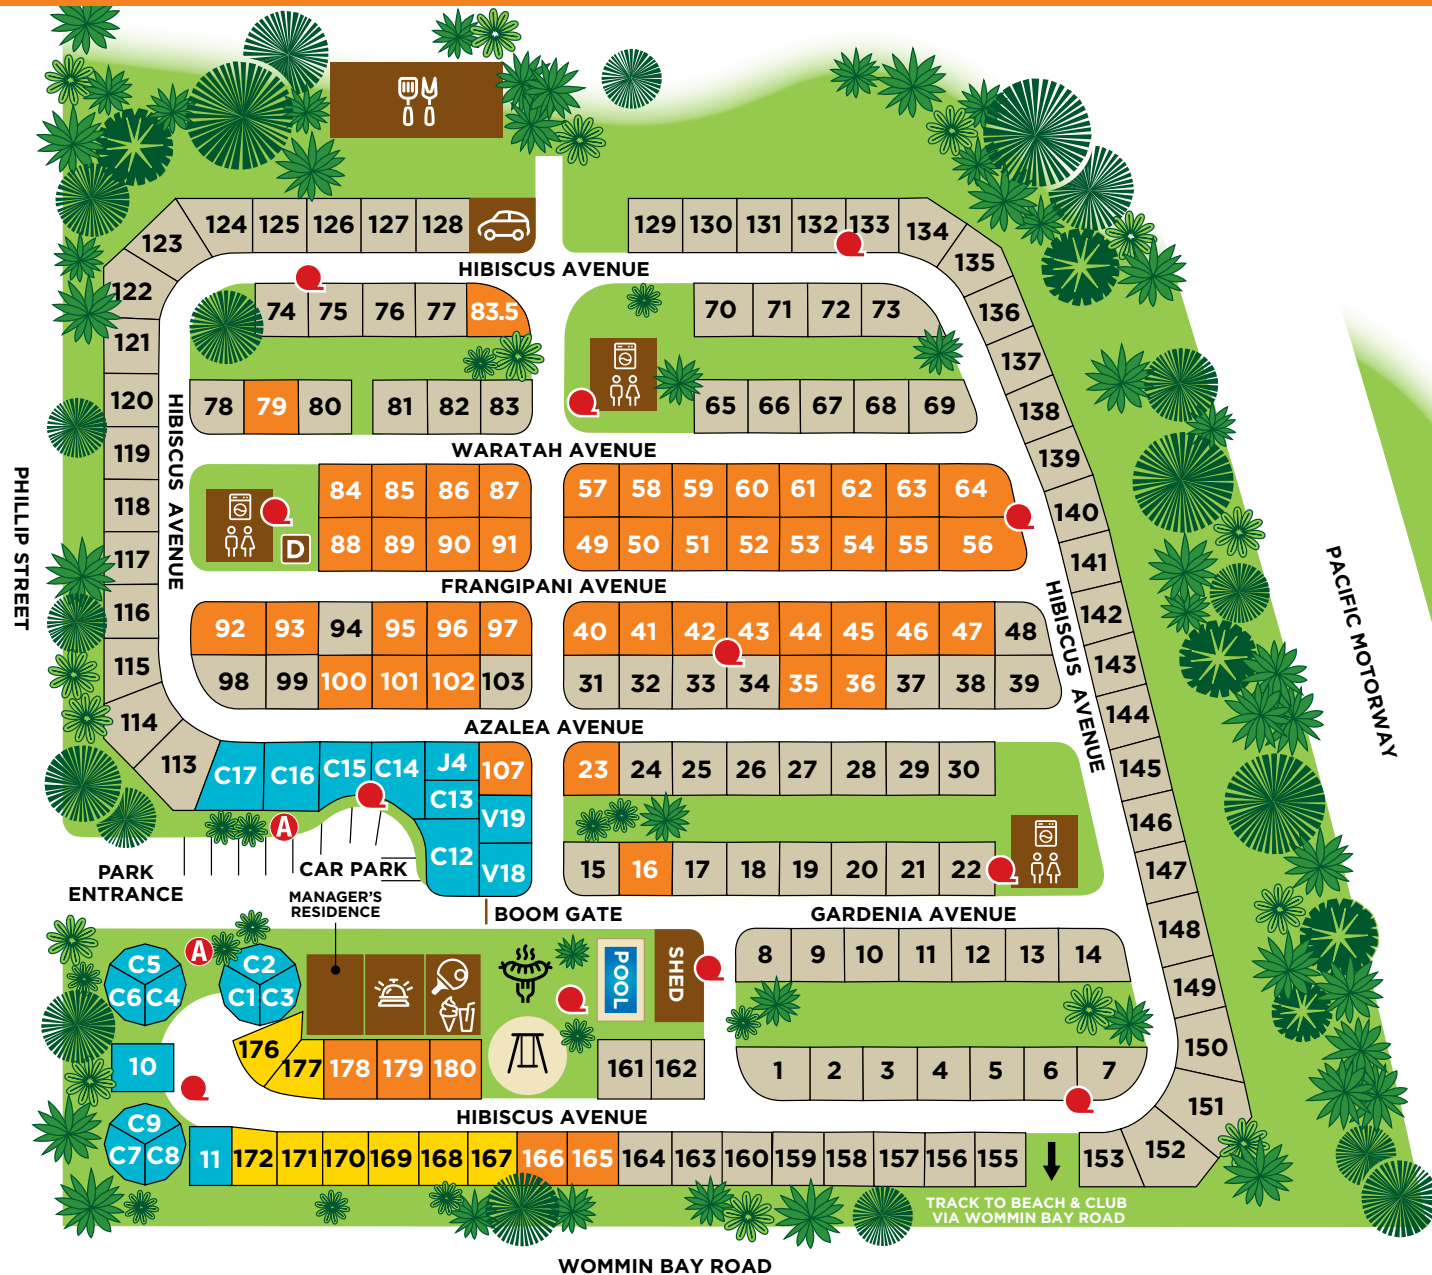 124 125 126 127 128
129 130 131 132 133 134
123
135
HIBISCUS AVENUE
122
74 75 76 77 83.5
70 71 72 73
136
121
137
120
78 79 80 81 82 83
65 66 67 68 69
138
HIBISCUS AVENUE
WARATAH AVENUE
119
139
84 85 86 87
57 58 59 60 61 62 63 64
118
140
88 89 90 91
49 50 51 52 53 54 55 56
D
117
141
PHILLIP STREET
FRANGIPANI AVENUE
HIBISCUS AVENUE
PACIFIC MOTORWAY
116
142
92 93 94 95 96 97
40 41 42 43 44 45 46 47 48
115
143
98 99 100 101 102 103
31 32 33 34 35 36 37 38 39
114
144
AZALEA AVENUE
113
C17 C16 C15 C14 J4 107
23 24 25 26 27 28 29 30
145
C13 V19
146
A
C12 V18
15 16 17 18 19 20 21 22
147
PARK
ENTRANCE
CAR PARK
MANAGER'S
RESIDENCE
BOOM GATE
GARDENIA AVENUE
148
C5
C6 C4
A
C2
C1 C3
POOL
SHED
8 9 10 11 12 13 14
149
10
176 177 178 179 180
161 162
1 2 3 4 5 6 7
150
151
HIBISCUS AVENUE
C9
C7 C8
11 172 171 170 169 168 167 166 165 164 163 160 159 158 157 156 155
153 152
TRACK TO BEACH & CLUB
VIA WOMMIN BAY ROAD
WOMMIN BAY ROAD